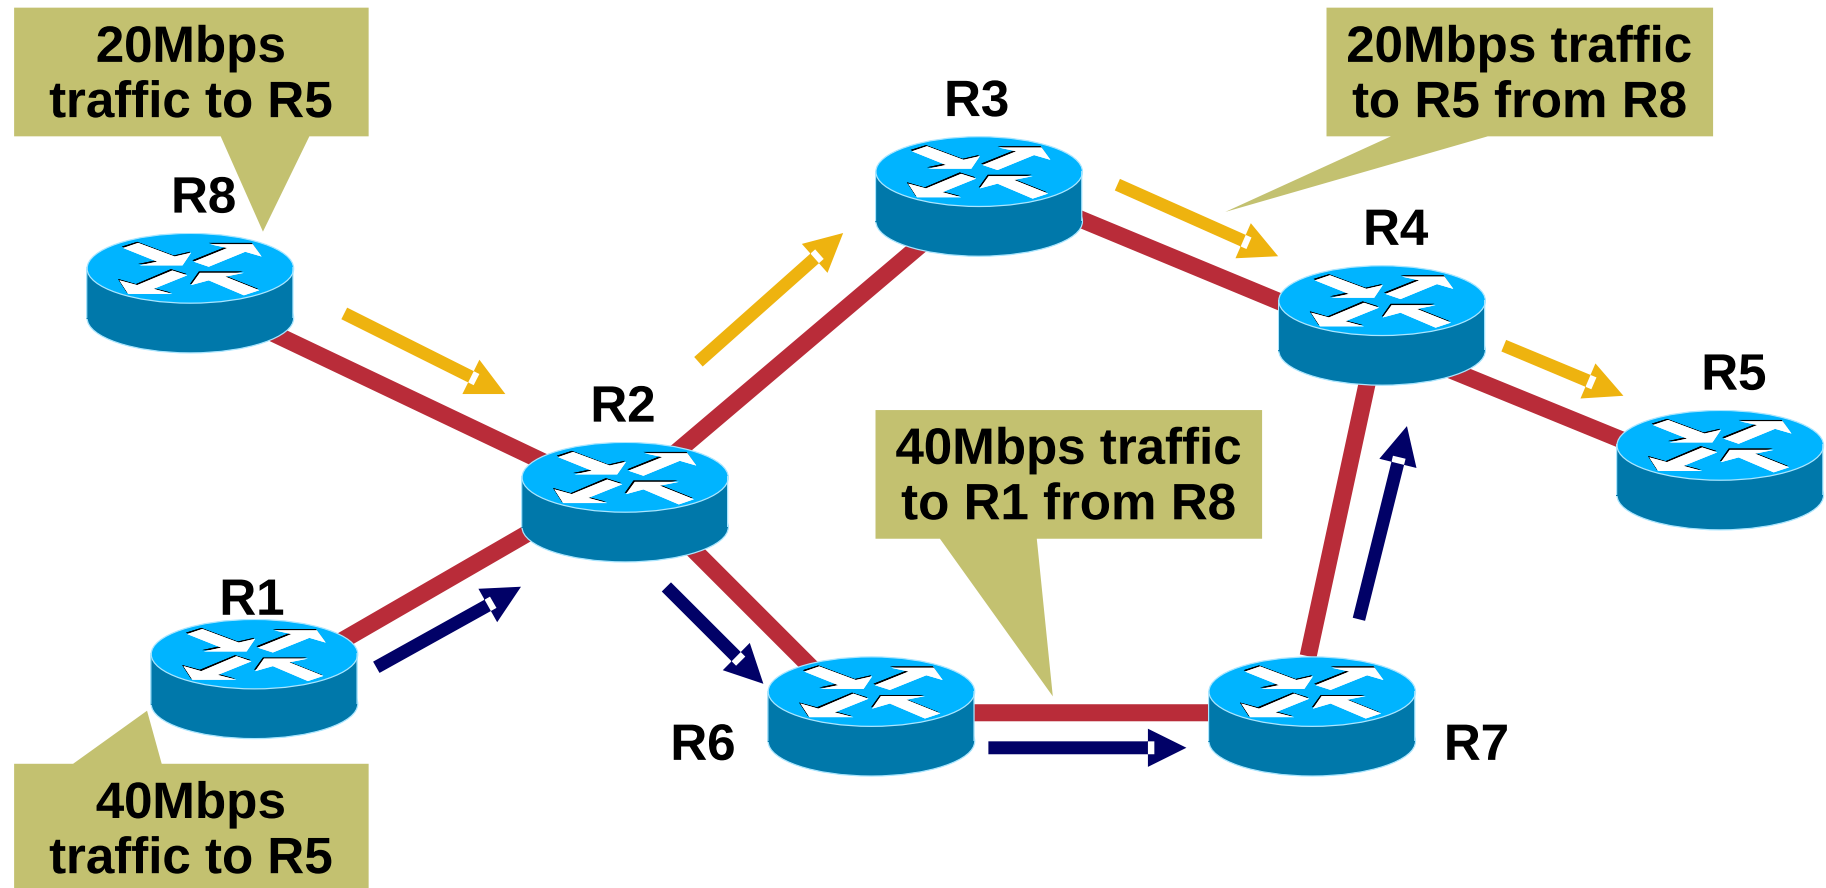 20Mbps
traffic to R5
20Mbps traffic
to R5 from R8
R3
R8
R4
R5
R2
40Mbps traffic
to R1 from R8
R1
R6
R7
40Mbps
traffic to R5